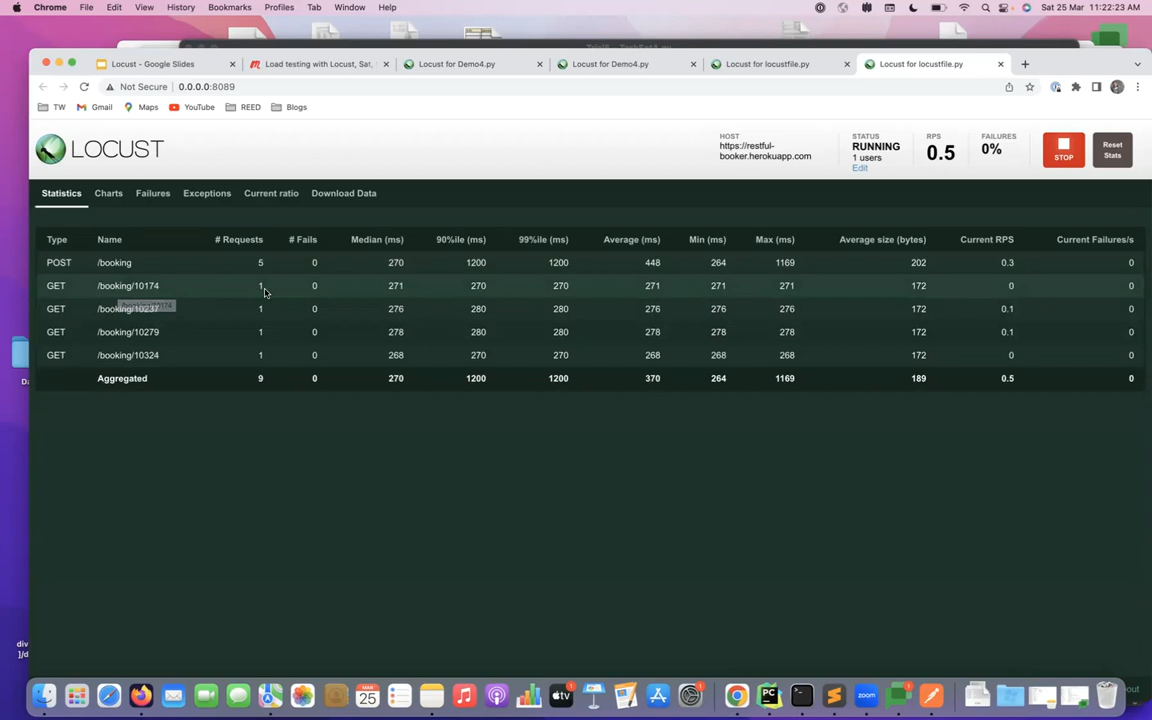 Chrome File Edit View History Bookmarks Profiles Tab Window Help Sat 25 Mar 11:22:23 AM
Locust - Google Slides Load testing with Locust, Sat, Locust for Demo4.py Locust for Demo4.py Locust for locustfile.py Locust for locustfile.py
Not Secure 0.0.0.0:8089
TW Gmail Maps YouTube REED Blogs
LOCUST
HOST
https://restful-
booker.herokuapp.com
STATUS
RUNNING
1 users
Edit
RPS
0.5
FAILURES
0%
STOP
Reset
Stats
Statistics Charts Failures Exceptions Current ratio Download Data
Type Name # Requests # Fails Median (ms) 90%ile (ms) 99%ile (ms) Average (ms) Min (ms) Max (ms) Average size (bytes) Current RPS Current Failures/s
POST /booking 5 0 270 1200 1200 448 264 1169 202 0.3 0
GET /booking/10174 1 0 271 270 270 271 271 271 172 0 0
GET /booking/10237 1 0 276 280 280 276 276 276 172 0.1 0
GET /booking/10279 1 0 278 280 280 278 278 278 172 0.1 0
GET /booking/10324 1 0 268 270 270 268 268 268 172 0 0
Aggregated 9 0 270 1200 1200 370 264 1169 189 0.5 0
div
]/d
MAR
25
tv
PC
zoom